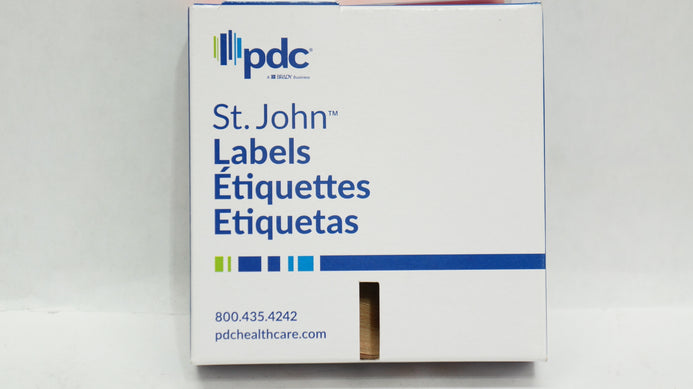 pdc®
A BRADY Business
St. John™
Labels
Étiquettes
Etiquetas
800.435.4242
pdchealthcare.com